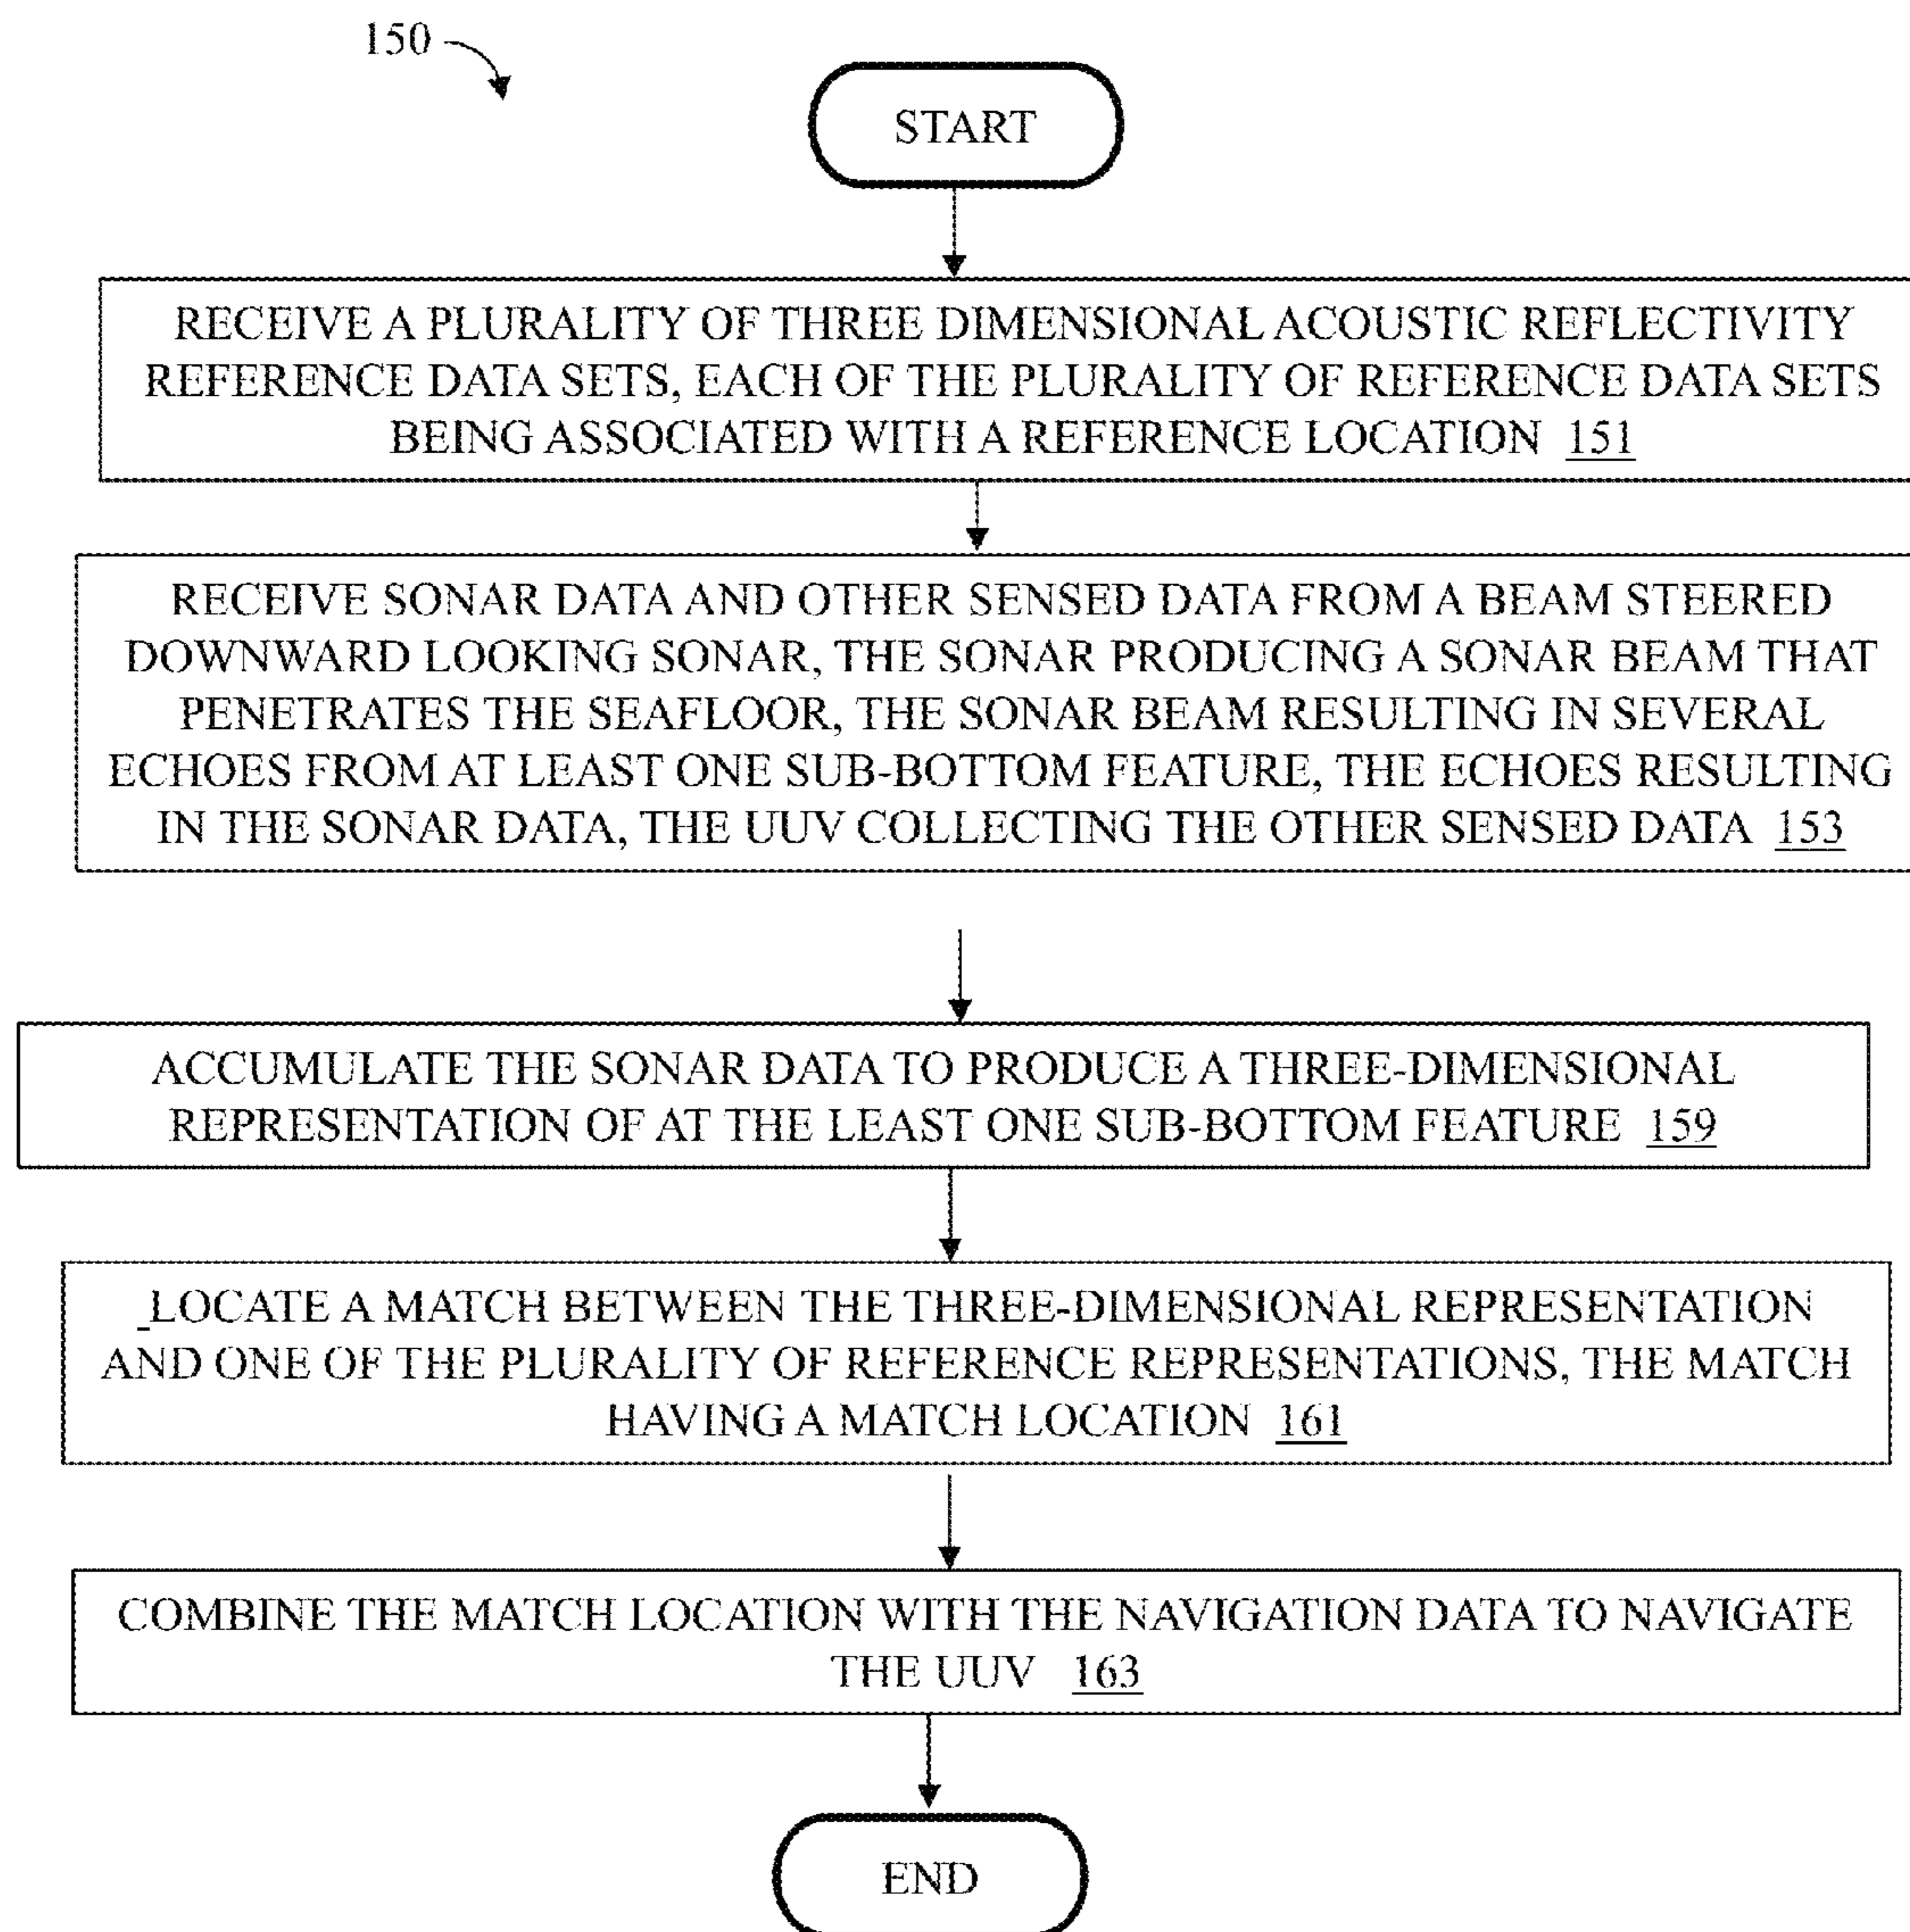 150
START
RECEIVE A PLURALITY OF THREE DIMENSIONAL ACOUSTIC REFLECTIVITY
REFERENCE DATA SETS, EACH OF THE PLURALITY OF REFERENCE DATA SETS
BEING ASSOCIATED WITH A REFERENCE LOCATION 151
RECEIVE SONAR DATA AND OTHER SENSED DATA FROM A BEAM STEERED
DOWNWARD LOOKING SONAR, THE SONAR PRODUCING A SONAR BEAM THAT
PENETRATES THE SEAFLOOR, THE SONAR BEAM RESULTING IN SEVERAL
ECHOES FROM AT LEAST ONE SUB-BOTTOM FEATURE, THE ECHOES RESULTING
IN THE SONAR DATA, THE UUV COLLECTING THE OTHER SENSED DATA 153
ACCUMULATE THE SONAR DATA TO PRODUCE A THREE-DIMENSIONAL
REPRESENTATION OF AT THE LEAST ONE SUB-BOTTOM FEATURE 159
LOCATE A MATCH BETWEEN THE THREE-DIMENSIONAL REPRESENTATION
AND ONE OF THE PLURALITY OF REFERENCE REPRESENTATIONS, THE MATCH
HAVING A MATCH LOCATION 161
COMBINE THE MATCH LOCATION WITH THE NAVIGATION DATA TO NAVIGATE
THE UUV 163
END